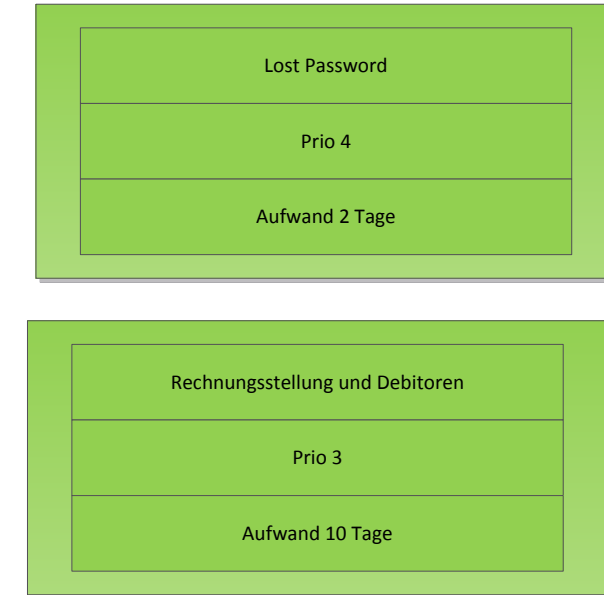 Lost Password
Prio 4
Aufwand 2 Tage
Rechnungsstellung und Debitoren
Prio 3
Aufwand 10 Tage